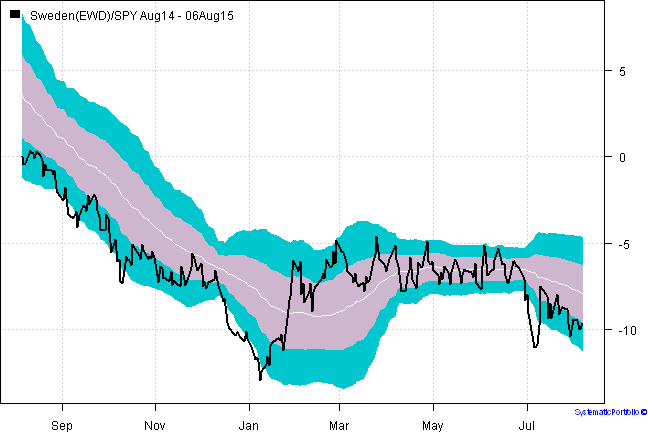 Sweden(EWD)/SPY Aug14 - 06Aug15
5
0
-5
-10
Sep Nov Jan Mar May Jul
SystematicPortfolio ©